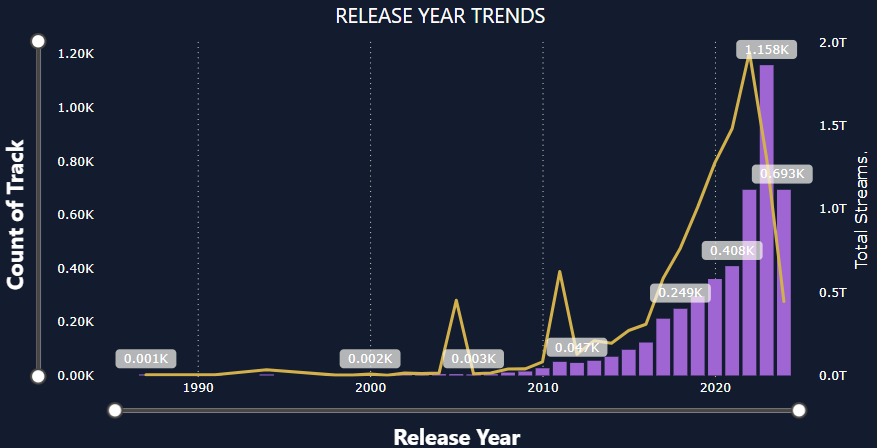 RELEASE YEAR TRENDS
Count of Track
1.20K
1.00K
0.80K
0.60K
0.40K
0.20K
0.00K
2.0T
1.5T
1.0T
0.5T
0.0T
Total Streams.
0.001K
0.002K
0.003K
0.047K
0.249K
0.408K
1.158K
0.693K
1990
2000
2010
2020
Release Year